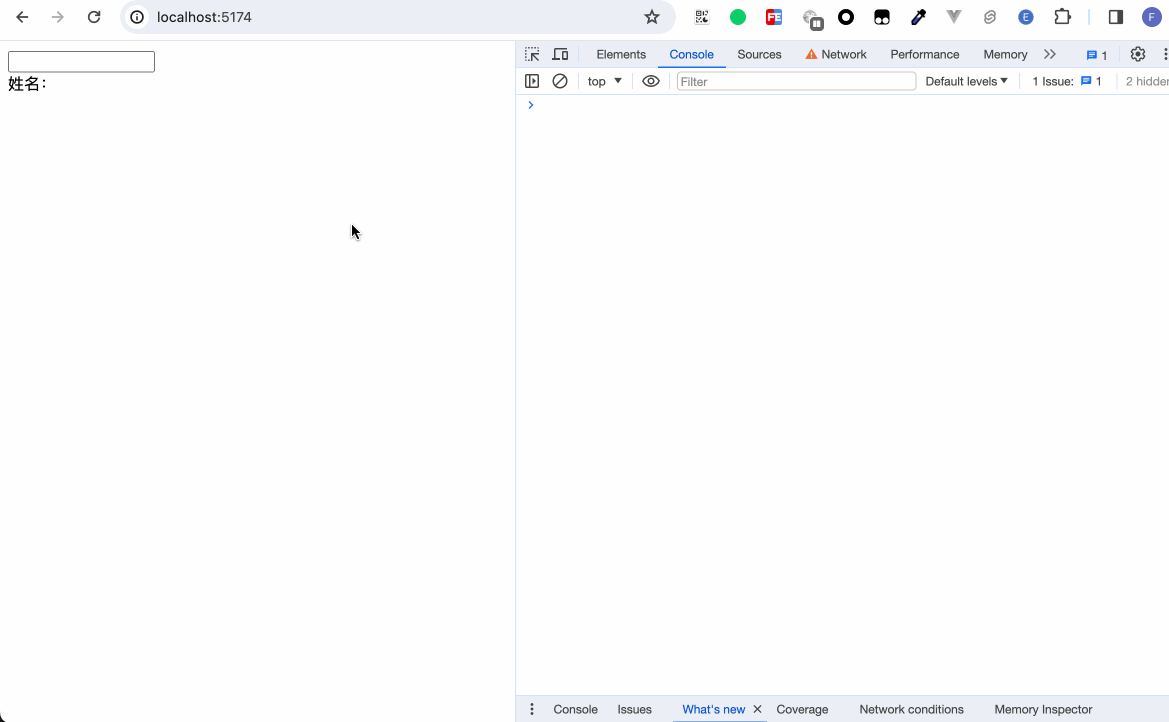 localhost:5174
FE
E
F
姓名：
Elements Console Sources Network Performance Memory 1
top Filter Default levels 1 Issue: 1 2 hidden
Console Issues What's new Coverage Network conditions Memory Inspector